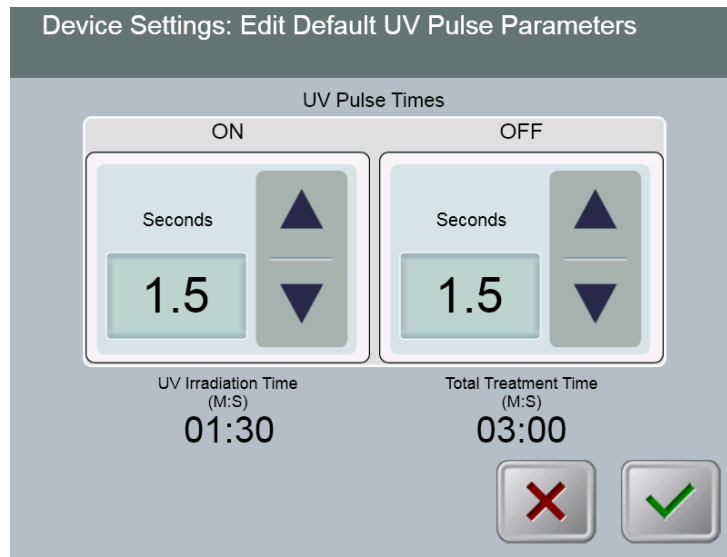 Device Settings: Edit Default UV Pulse Parameters
UV Pulse Times
ON
OFF
Seconds
Seconds
1.5
1.5
UV Irradiation Time
Total Treatment Time
(M:S)
(M:S)
01:30
03:00